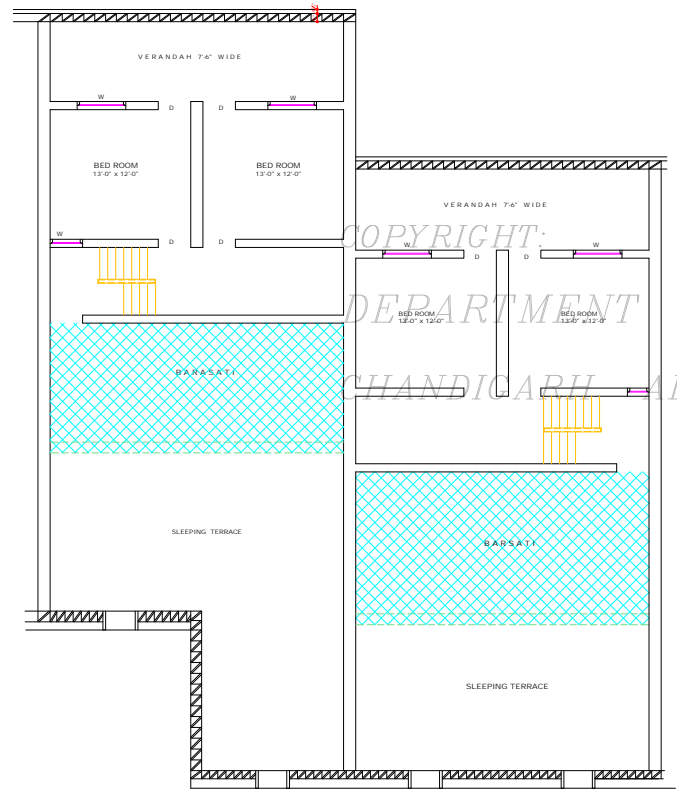 VERANDAH 7'6" WIDE
W
W
D
D
BED ROOM
13'-0" x 12'-0"
BED ROOM
13'-0" x 12'-0"
VERANDAH 7'6" WIDE
COPYRIGHT:
W
D
D
W
W
D
D
DEPARTMENT
BED ROOM
13'-0" x 12'-0"
BED ROOM
13'-0" x 12'-0"
BARASATI
CHANDIGARH
SLEEPING TERRACE
BARSATI
SLEEPING TERRACE